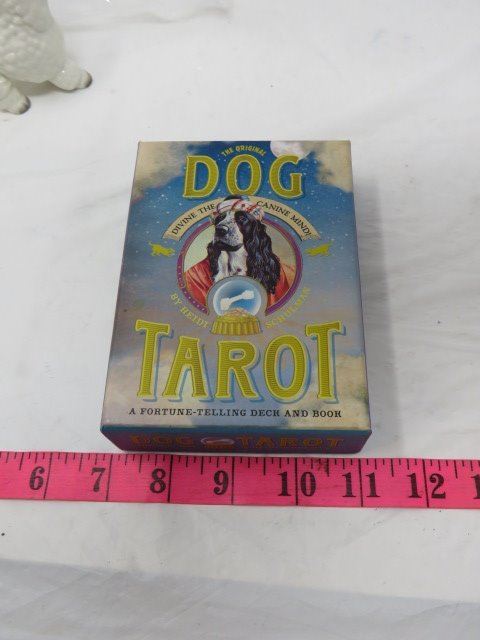 THE ORIGINAL
DOG
DIVINE THE CANINE MIND!
BY HEIDI SCHULMAN
TAROT
A FORTUNE-TELLING DECK AND BOOK
DOG TAROT
6 7 8 9 10 11 12